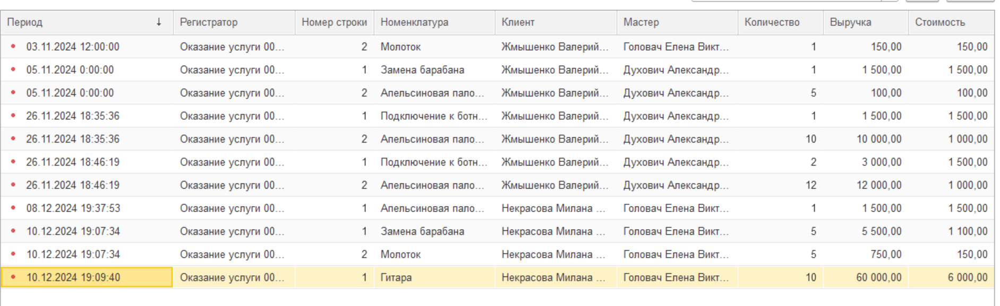 Период ↓ Регистратор Номер строки Номенклатура Клиент Мастер Количество Выручка Стоимость
03.11.2024 12:00:00 Оказание услуги 00... 2 Молоток Жмышенко Валерий... Головач Елена Викт... 1 150,00 150,00
05.11.2024 0:00:00 Оказание услуги 00... 1 Замена барабана Жмышенко Валерий... Духович Александр... 1 1 500,00 1 500,00
05.11.2024 0:00:00 Оказание услуги 00... 2 Апельсиновая пало... Жмышенко Валерий... Духович Александр... 5 100,00 100,00
26.11.2024 18:35:36 Оказание услуги 00... 1 Подключение к ботн... Жмышенко Валерий... Духович Александр... 1 1 500,00 1 500,00
26.11.2024 18:35:36 Оказание услуги 00... 2 Апельсиновая пало... Жмышенко Валерий... Духович Александр... 10 10 000,00 1 000,00
26.11.2024 18:46:19 Оказание услуги 00... 1 Подключение к ботн... Жмышенко Валерий... Духович Александр... 2 3 000,00 1 500,00
26.11.2024 18:46:19 Оказание услуги 00... 2 Апельсиновая пало... Жмышенко Валерий... Духович Александр... 12 12 000,00 1 000,00
08.12.2024 19:37:53 Оказание услуги 00... 1 Апельсиновая пало... Некрасова Милана ... Головач Елена Викт... 1 1 500,00 1 500,00
10.12.2024 19:07:34 Оказание услуги 00... 1 Замена барабана Некрасова Милана ... Головач Елена Викт... 5 5 500,00 1 100,00
10.12.2024 19:07:34 Оказание услуги 00... 2 Молоток Некрасова Милана ... Головач Елена Викт... 5 750,00 150,00
10.12.2024 19:09:40 Оказание услуги 00... 1 Гитара Некрасова Милана ... Головач Елена Викт... 10 60 000,00 6 000,00